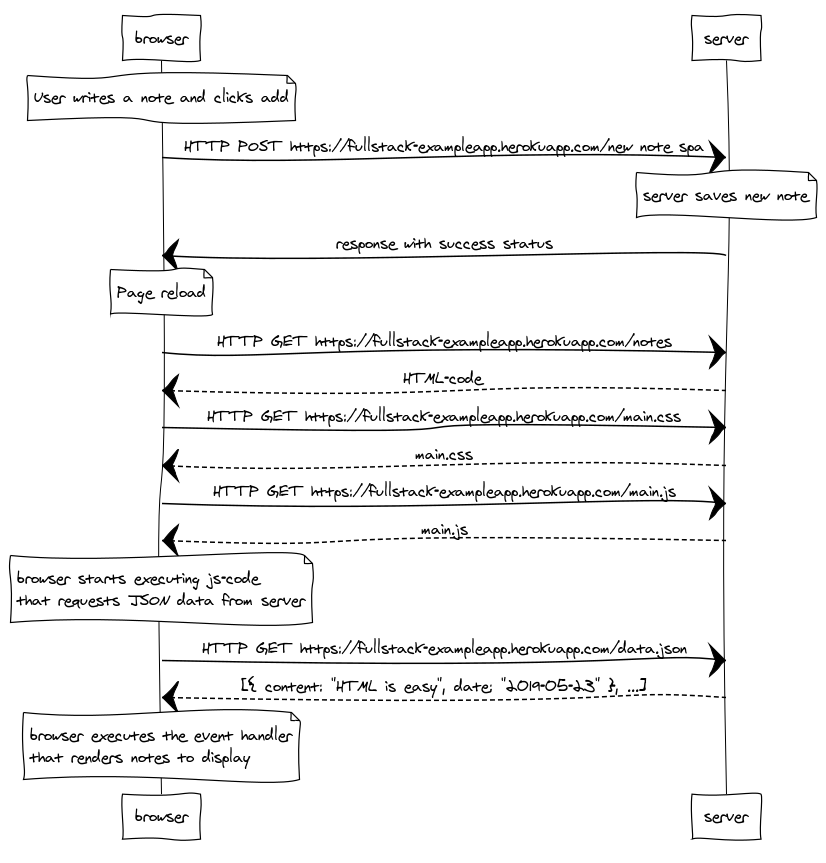 browser
server
User writes a note and clicks add
HTTP POST https://fullstack-exampleapp.herokuapp.com/new note spa
server saves new note
response with success status
Page reload
HTTP GET https://fullstack-exampleapp.herokuapp.com/notes
HTML-code
HTTP GET https://fullstack-exampleapp.herokuapp.com/main.css
main.css
HTTP GET https://fullstack-exampleapp.herokuapp.com/main.js
main.js
browser starts executing js-code
that requests JSON data from server
HTTP GET https://fullstack-exampleapp.herokuapp.com/data.json
[{ content: "HTML is easy", date: "2019-05-23" }, ...]
browser executes the event handler
that renders notes to display
browser
server